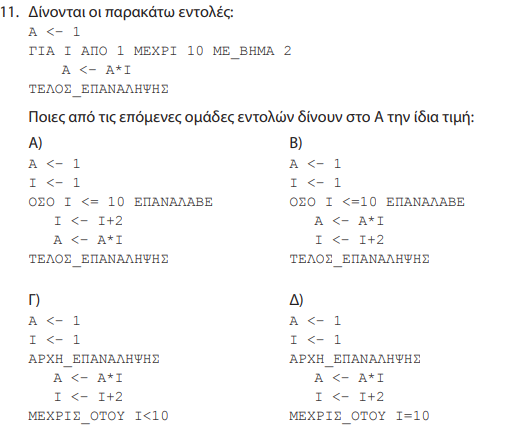 11. Δίνονται οι παρακάτω εντολές:
Α <- 1
ΓΙΑ Ι ΑΠΟ 1 ΜΕΧΡΙ 10 ΜΕ_ΒΗΜΑ 2
Α <- Α*Ι
ΤΕΛΟΣ_ΕΠΑΝΑΛΗΨΗΣ
Ποιες από τις επόμενες ομάδες εντολών δίνουν στο Α την ίδια τιμή:
Α)
Α <- 1
Ι <- 1
ΟΣΟ Ι <= 10 ΕΠΑΝΑΛΑΒΕ
Ι <- Ι+2
Α <- Α*Ι
ΤΕΛΟΣ_ΕΠΑΝΑΛΗΨΗΣ
Β)
Α <- 1
Ι <- 1
ΟΣΟ Ι <=10 ΕΠΑΝΑΛΑΒΕ
Α <- Α*Ι
Ι <- Ι+2
ΤΕΛΟΣ_ΕΠΑΝΑΛΗΨΗΣ
Γ)
Α <- 1
Ι <- 1
ΑΡΧΗ_ΕΠΑΝΑΛΗΨΗΣ
Α <- Α*Ι
Ι <- Ι+2
ΜΕΧΡΙΣ_ΟΤΟΥ Ι<10
Δ)
Α <- 1
Ι <- 1
ΑΡΧΗ_ΕΠΑΝΑΛΗΨΗΣ
Α <- Α*Ι
Ι <- Ι+2
ΜΕΧΡΙΣ_ΟΤΟΥ Ι=10